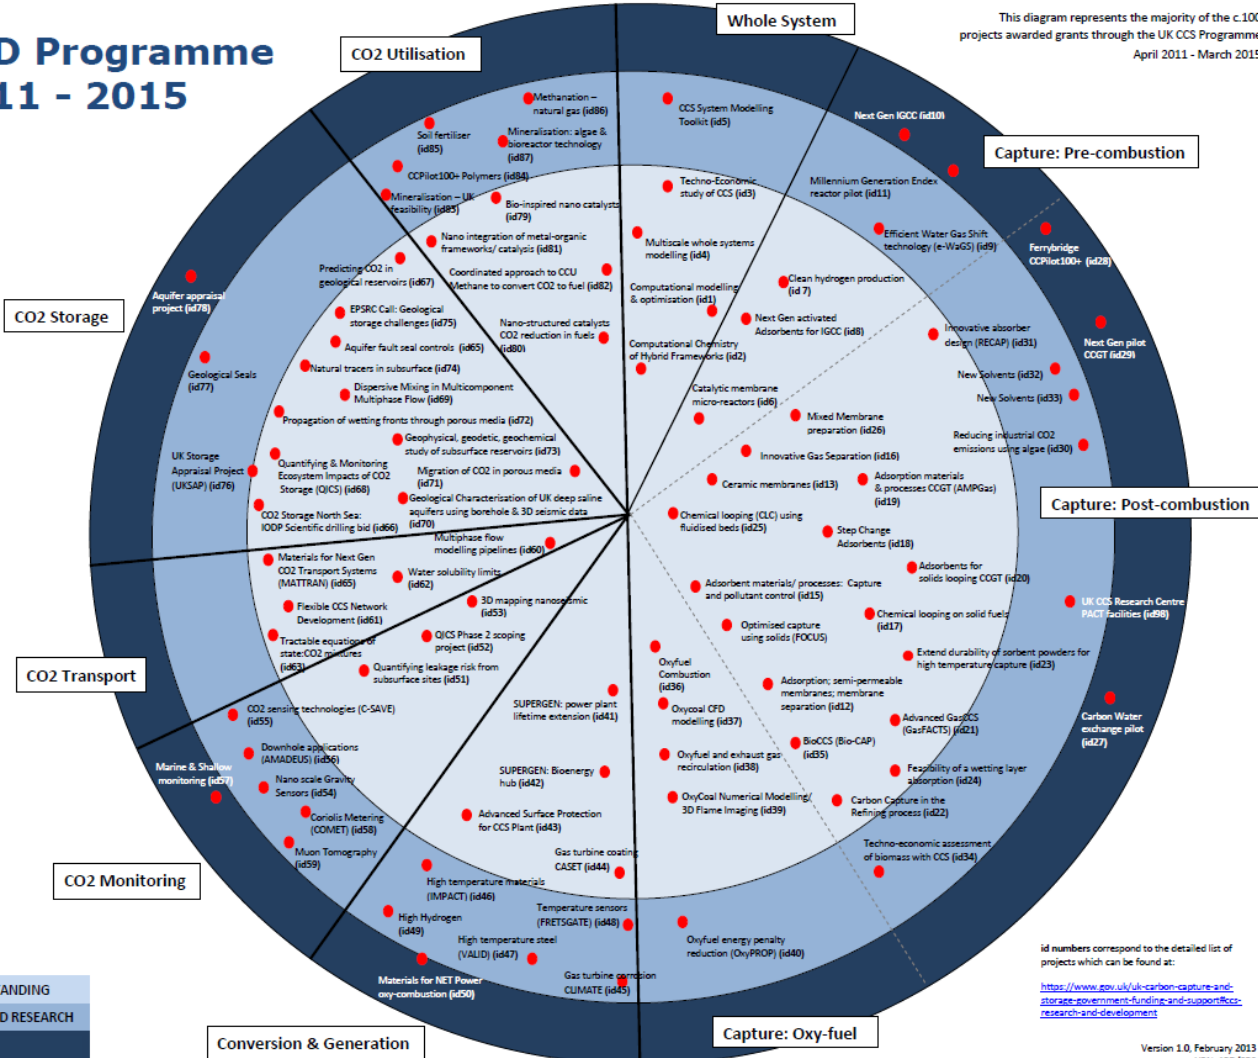 D Programme
11 - 2015
This diagram represents the majority of the c.100
projects awarded grants through the UK CCS Programme
April 2011 - March 2015
Whole System
CCS System Modelling
Toolkit (id5)
Techno-Economic
study of CCS (id3)
Multiscale whole systems
modelling (id4)
Computational modelling
& optimisation (id1)
Computational Chemistry
of Hybrid Frameworks (id2)
Capture: Pre-combustion
Next Gen IGCC (id10)
Millennium Generation Endex
reactor pilot (id11)
Efficient Water Gas Shift
technology (e-WaGS) (id9)
Clean hydrogen production
(id 7)
Next Gen activated
Adsorbents for IGCC (id8)
Catalytic membrane
micro-reactors (id6)
Capture: Post-combustion
Ferrybridge
CCPilot100+ (id28)
Next Gen pilot
CCGT (id29)
Innovative absorber
design (RECAP) (id31)
New Solvents (id32)
New Solvents (id33)
Reducing industrial CO2
emissions using algae (id30)
Mixed Membrane
preparation (id26)
Innovative Gas Separation (id16)
Ceramic membranes (id13)
Adsorption materials
& processes CCGT (AMPGas)
(id19)
Chemical looping (CLC) using
fluidised beds (id25)
Step Change
Adsorbents (id18)
Adsorbents for
solids looping CCGT (id20)
Adsorbent materials/ processes: Capture
and pollutant control (id15)
Chemical looping on solid fuels
(id17)
UK CCS Research Centre
PACT facilities (id98)
Optimised capture
using solids (FOCUS)
Extend durability of sorbent powders for
high temperature capture (id23)
Adsorption; semi-permeable
membranes; membrane
separation (id12)
Advanced GasCCS
(GasFACTS) (id21)
Carbon Water
exchange pilot
(id27)
BioCCS (Bio-CAP)
(id35)
Feasibility of a wetting layer
absorption (id24)
Carbon Capture in the
Refining process (id22)
Techno-economic assessment
of biomass with CCS (id34)
Capture: Oxy-fuel
Oxyfuel
Combustion
(id36)
Oxycoal CFD
modelling (id37)
Oxyfuel and exhaust gas
recirculation (id38)
OxyCoal Numerical Modelling/
3D Flame Imaging (id39)
Oxyfuel energy penalty
reduction (OxyPROP) (id40)
Conversion & Generation
SUPERGEN: power plant
lifetime extension (id41)
SUPERGEN: Bioenergy
hub (id42)
Advanced Surface Protection
for CCS Plant (id43)
Gas turbine coating
CASET (id44)
High temperature materials
(IMPACT) (id46)
Temperature sensors
(FRETSGATE) (id48)
High Hydrogen
(id49)
High temperature steel
(VALID) (id47)
Gas turbine corrosion
CLIMATE (id45)
Materials for NET Power
oxy-combustion (id50)
CO2 Monitoring
3D mapping nanoseismic
(id53)
QICS Phase 2 scoping
project (id52)
Quantifying leakage risk from
subsurface sites (id51)
CO2 sensing technologies (C-SAVE)
(id55)
Downhole applications
(AMADEUS) (id56)
Marine & Shallow
monitoring (id57)
Nano scale Gravity
Sensors (id54)
Coriolis Metering
(COMET) (id58)
Muon Tomography
(id59)
CO2 Transport
Multiphase flow
modelling pipelines (id60)
Materials for Next Gen
CO2 Transport Systems
(MATTRAN) (id65)
Water solubility limits
(id62)
Flexible CCS Network
Development (id61)
Tractable equations of
state:CO2 mixtures
(id63)
CO2 Storage
Aquifer appraisal
project (id78)
Geological Seals
(id77)
UK Storage
Appraisal Project
(UKSAP) (id76)
Predicting CO2 in
geological reservoirs (id67)
EPSRC Call: Geological
storage challenges (id75)
Aquifer fault seal controls (id65)
Natural tracers in subsurface (id74)
Dispersive Mixing in Multicomponent
Multiphase Flow (id69)
Propagation of wetting fronts through porous media (id72)
Geophysical, geodetic, geochemical
study of subsurface reservoirs (id73)
Quantifying & Monitoring
Ecosystem Impacts of CO2
Storage (QICS) (id68)
Migration of CO2 in porous media
(id71)
Geological Characterisation of UK deep saline
aquifers using borehole & 3D seismic data
(id70)
CO2 Storage North Sea:
IODP Scientific drilling bid (id66)
CO2 Utilisation
Methanation –
natural gas (id86)
Soil fertiliser
(id85)
Mineralisation: algae &
bioreactor technology
(id87)
CCPilot100+ Polymers (id84)
Mineralisation – UK
feasibility (id83)
Bio-inspired nano catalysts
(id79)
Nano integration of metal-organic
frameworks/ catalysis (id81)
Coordinated approach to CCU
Methane to convert CO2 to fuel (id82)
Nano-structured catalysts
CO2 reduction in fuels
(id80)
ANDING
D RESEARCH
id numbers correspond to the detailed list of
projects which can be found at:
https://www.gov.uk/uk-carbon-capture-and-
storage-government-funding-and-support#ccs-
research-and-development
Version 1.0, February 2013